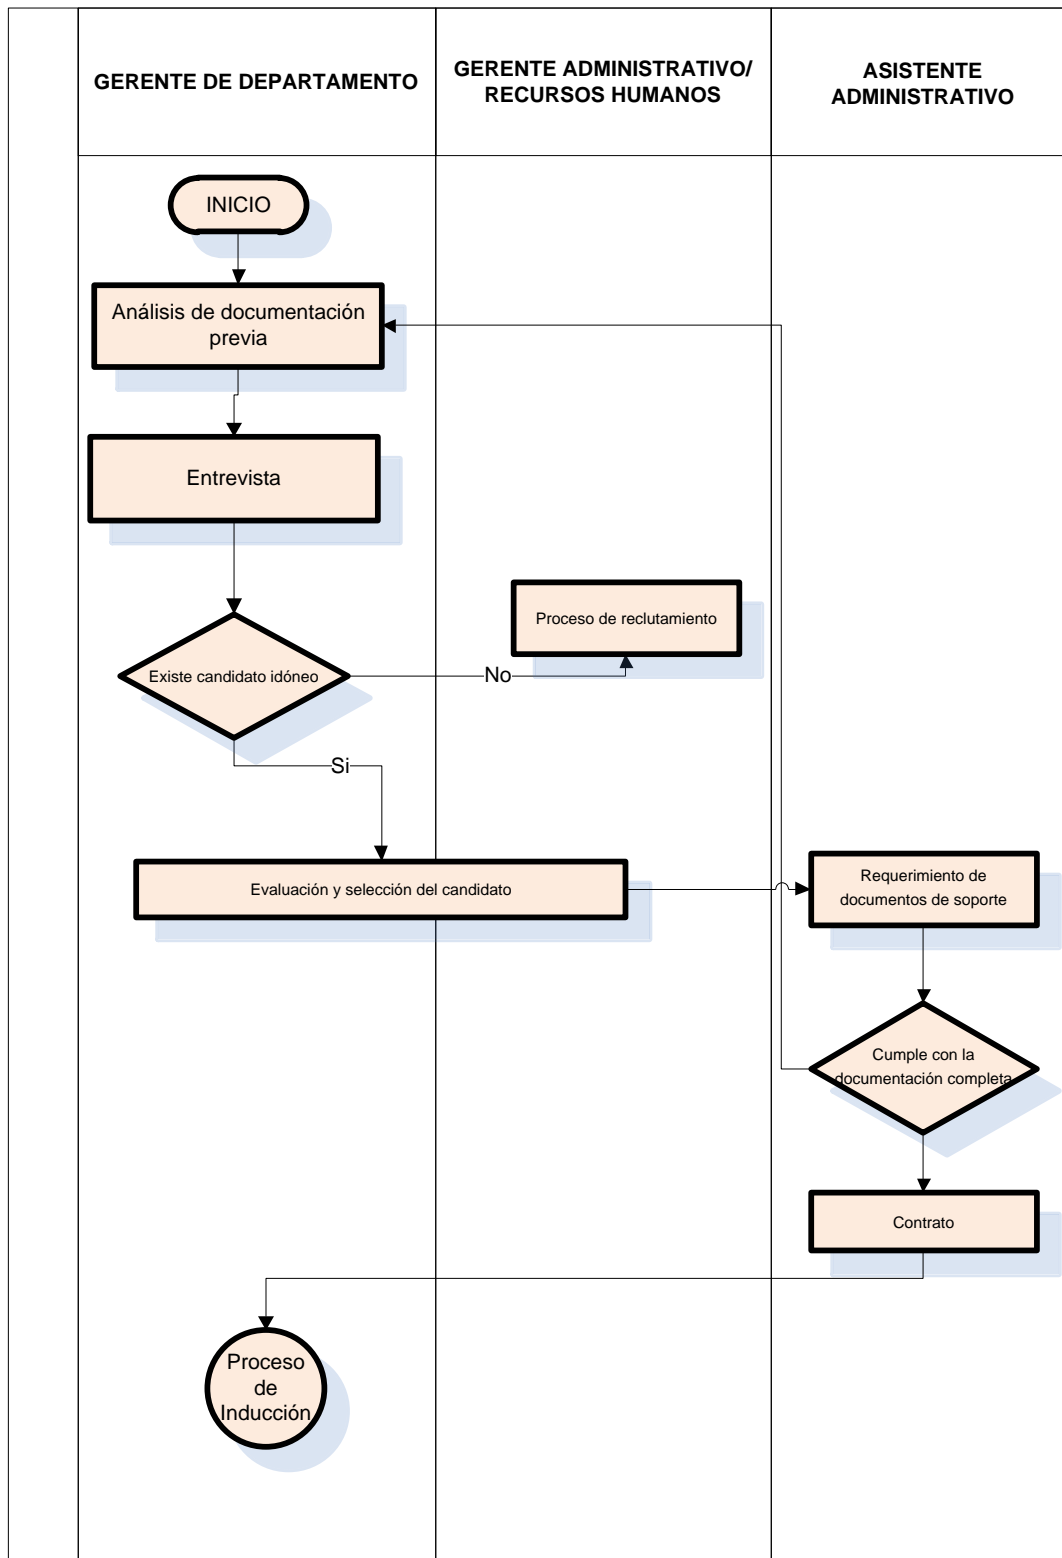 GERENTE DE DEPARTAMENTO
GERENTE ADMINISTRATIVO/
RECURSOS HUMANOS
ASISTENTE
ADMINISTRATIVO
INICIO
Análisis de documentación
previa
Entrevista
Proceso de reclutamiento
Existe candidato idóneo
No
Si
Evaluación y selección del candidato
Requerimiento de
documentos de soporte
Cumple con la
documentación completa
Contrato
Proceso
de
Inducción